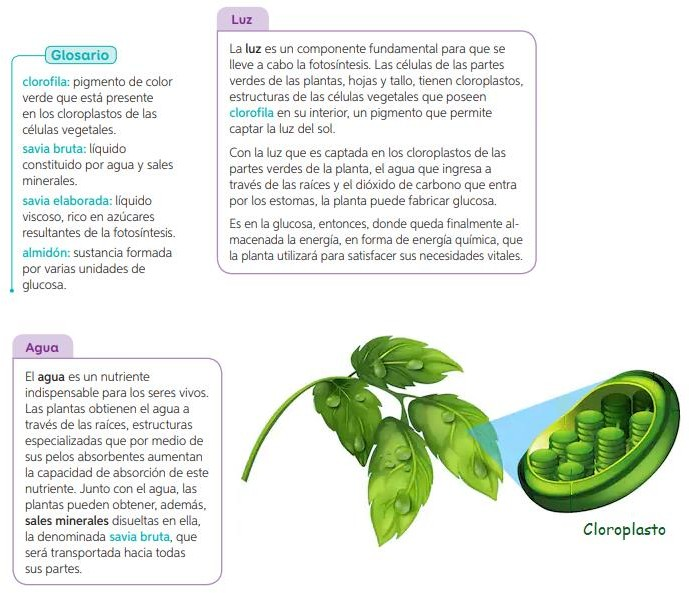 Luz
La luz es un componente fundamental para que se
lleve a cabo la fotosíntesis. Las células de las partes
verdes de las plantas, hojas y tallo, tienen cloroplastos,
estructuras de las células vegetales que poseen
clorofila en su interior, un pigmento que permite
captar la luz del sol.
Con la luz que es captada en los cloroplastos de las
partes verdes de la planta, el agua que ingresa a
través de las raíces y el dióxido de carbono que entra
por los estomas, la planta puede fabricar glucosa.
Es en la glucosa, entonces, donde queda finalmente al-
macenada la energía, en forma de energía química, que
la planta utilizará para satisfacer sus necesidades vitales.
Glosario
clorofila: pigmento de color
verde que está presente
en los cloroplastos de las
células vegetales.
savia bruta: líquido
constituido por agua y sales
minerales.
savia elaborada: líquido
viscoso, rico en azúcares
resultantes de la fotosíntesis.
almidón: sustancia formada
por varias unidades de
glucosa.
Agua
El agua es un nutriente
indispensable para los seres vivos.
Las plantas obtienen el agua a
través de las raíces, estructuras
especializadas que por medio de
sus pelos absorbentes aumentan
la capacidad de absorción de este
nutriente. Junto con el agua, las
plantas pueden obtener, además,
sales minerales disueltas en ella,
la denominada savia bruta, que
será transportada hacia todas
sus partes.
Cloroplasto